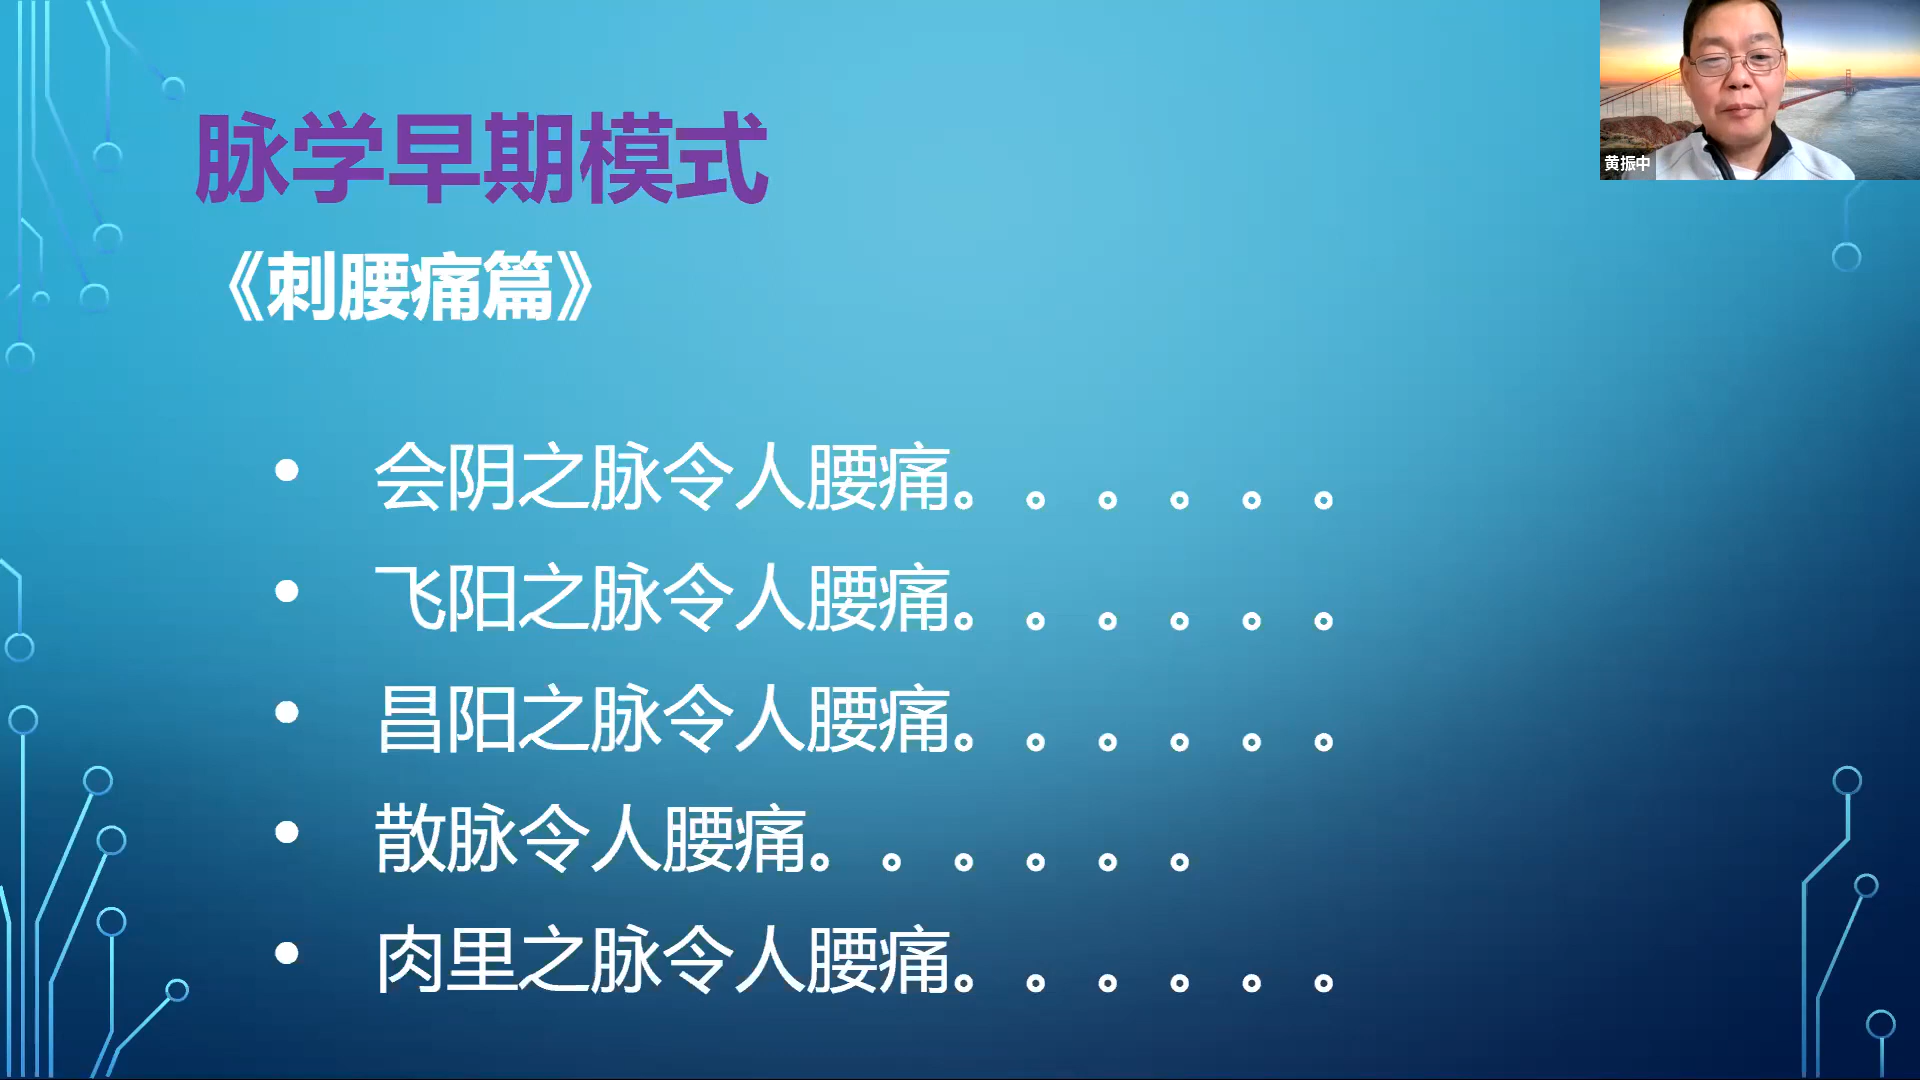 脉学早期模式
《刺腰痛篇》
• 会阴之脉令人腰痛。。。。。。
• 飞阳之脉令人腰痛。。。。。。
• 昌阳之脉令人腰痛。。。。。。
• 散脉令人腰痛。。。。。。
• 肉里之脉令人腰痛。。。。。。
黄振中